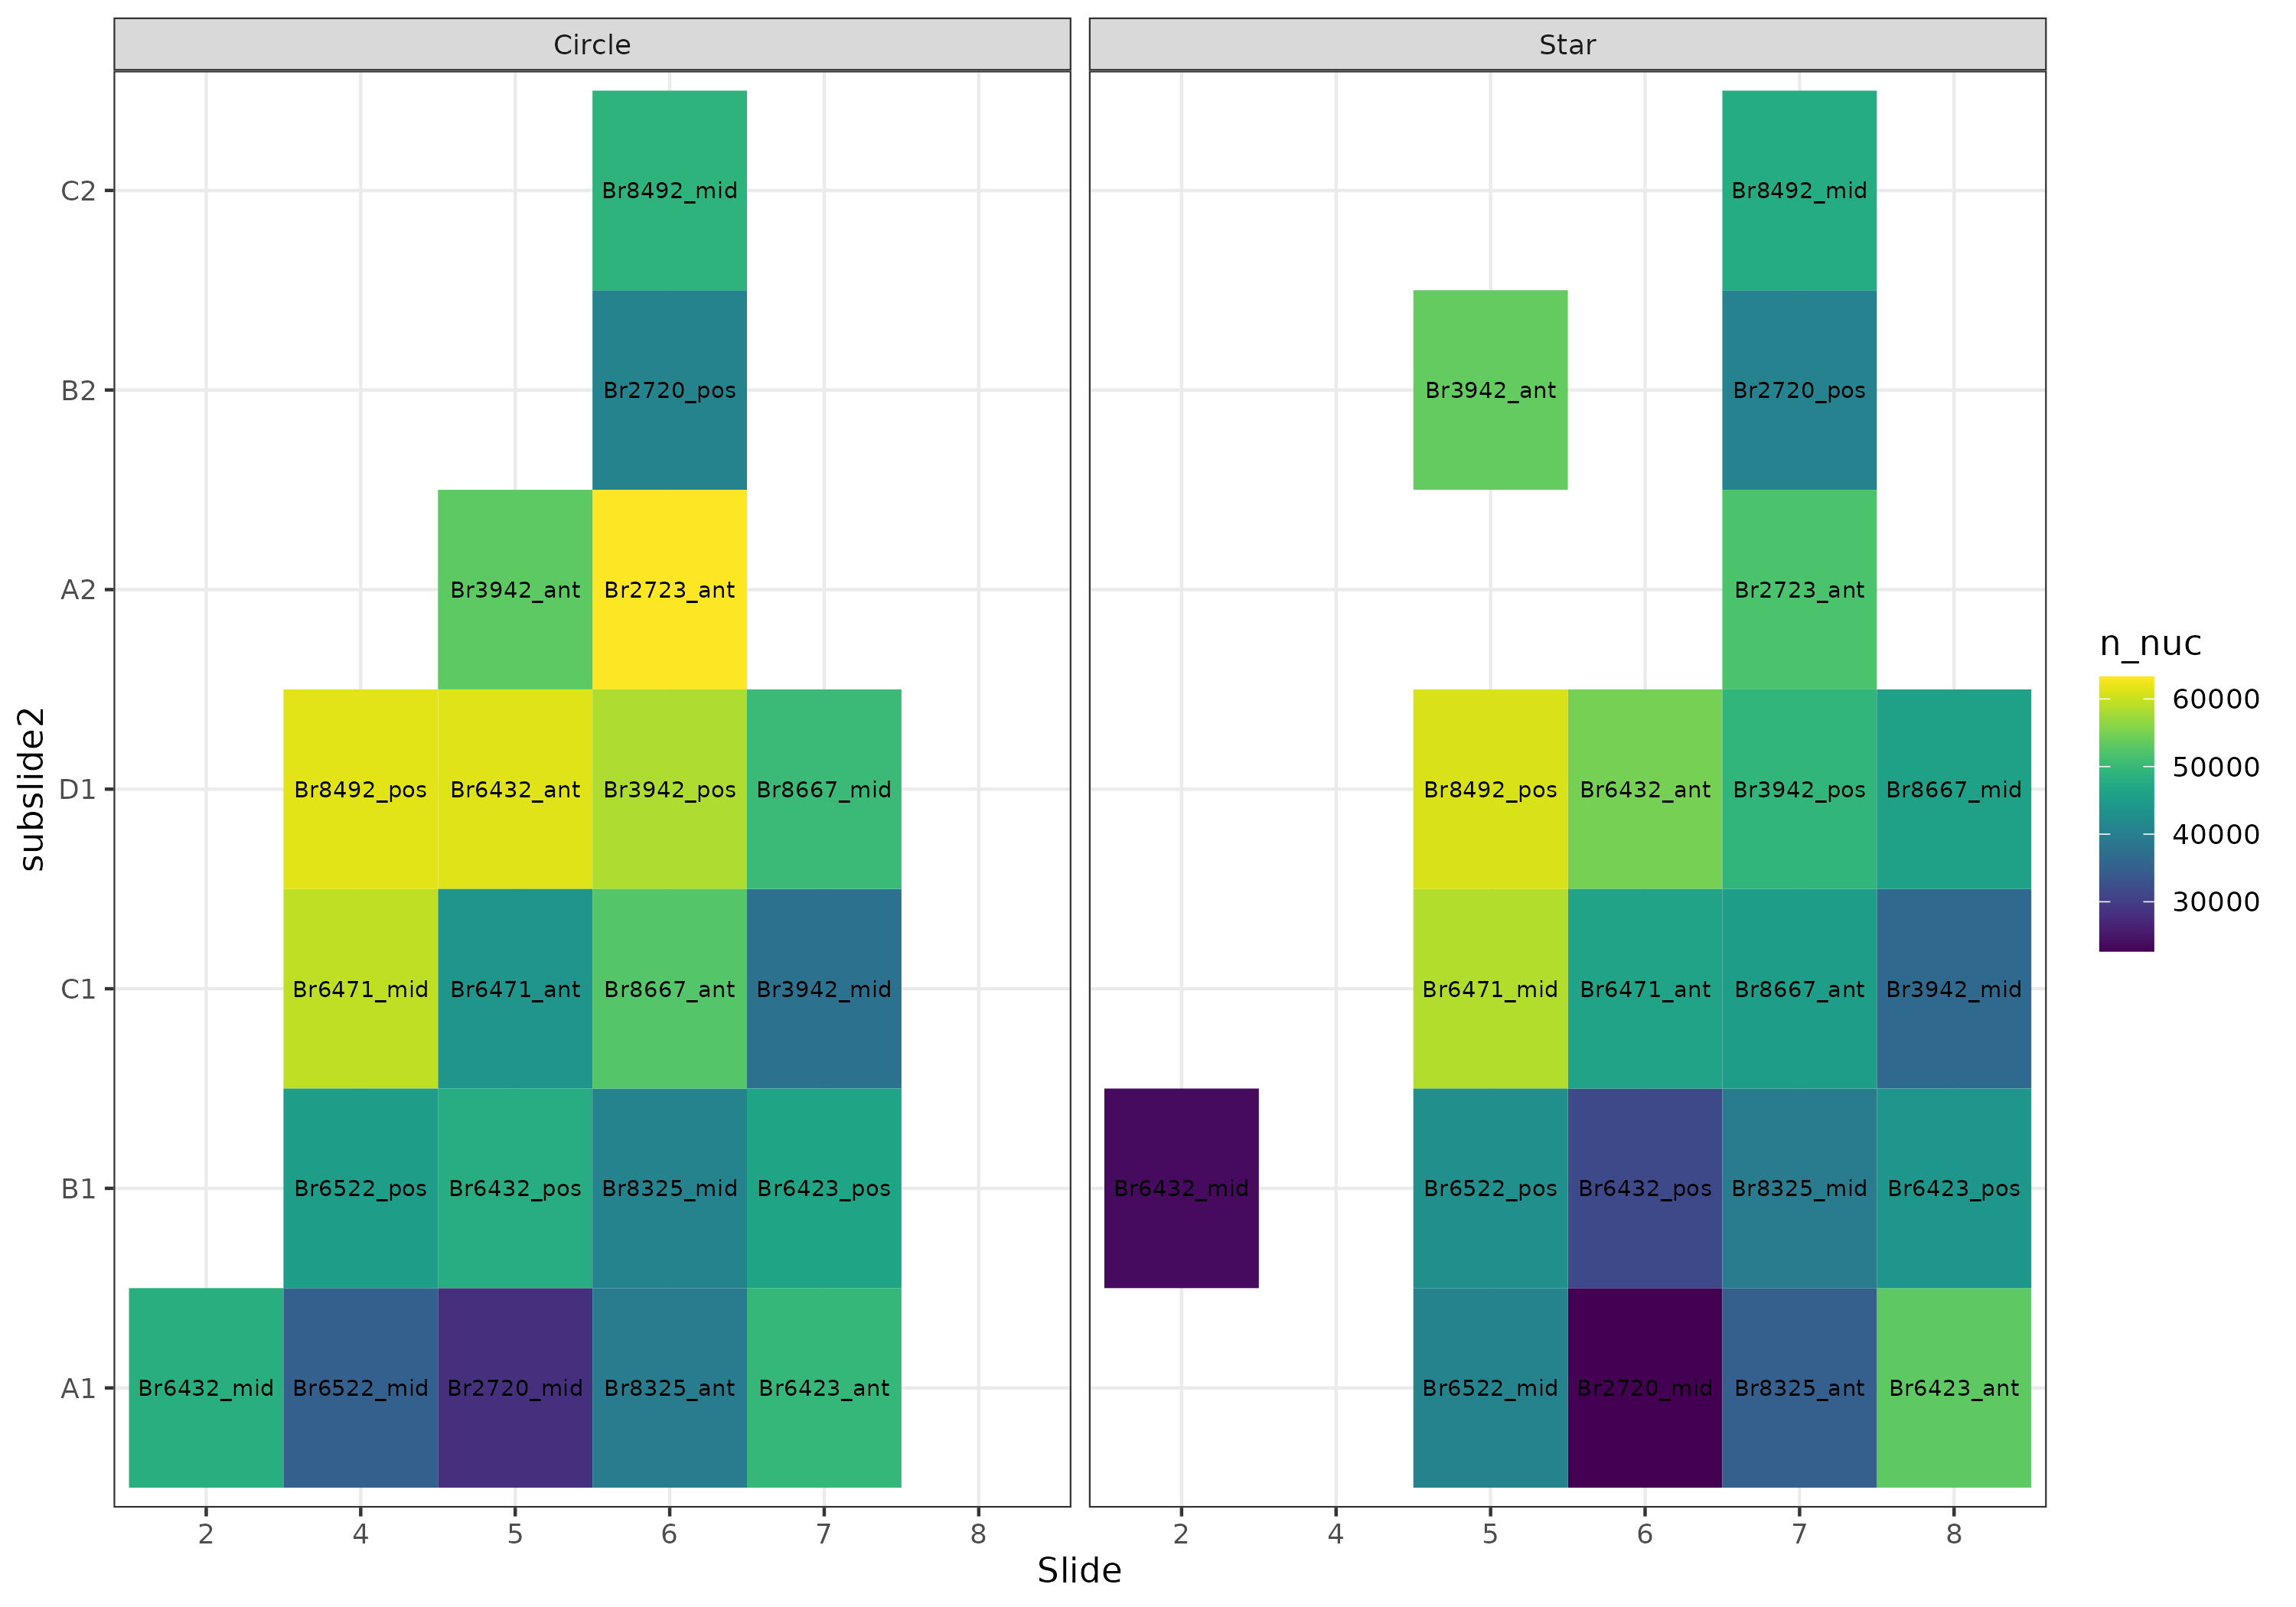 Circle Star
C2 Br8492_mid Br8492_mid
B2 Br2720_pos Br3942_ant Br2720_pos
A2 Br3942_ant Br2723_ant Br2723_ant
n_nuc
60000
50000
40000
30000
D1 Br8492_pos Br6432_ant Br3942_pos Br8667_mid Br8492_pos Br6432_ant Br3942_pos Br8667_mid
subslide2
C1 Br6471_mid Br6471_ant Br8667_ant Br3942_mid Br6471_mid Br6471_ant Br8667_ant Br3942_mid
B1 Br6522_pos Br6432_pos Br8325_mid Br6423_pos Br6432_mid Br6522_pos Br6432_pos Br8325_mid Br6423_pos
A1 Br6432_mid Br6522_mid Br2720_mid Br8325_ant Br6423_ant Br6522_mid Br2720_mid Br8325_ant Br6423_ant
2 4 5 6 7 8 2 4 5 6 7 8
Slide